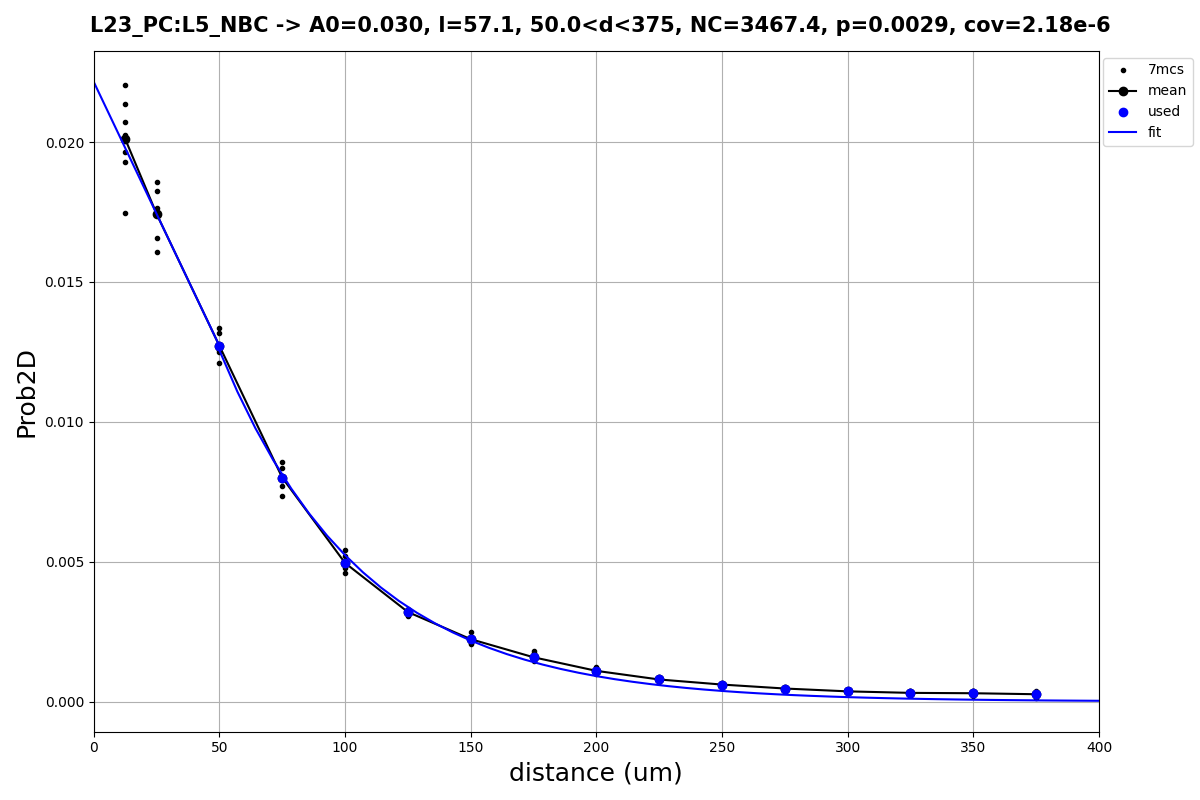 L23_PC:L5_NBC -> A0=0.030, l=57.1, 50.0<d<375, NC=3467.4, p=0.0029, cov=2.18e-6
7mcs
mean
used
fit
Prob2D
0.020
0.015
0.010
0.005
0.000
0 50 100 150 200 250 300 350 400
distance (um)